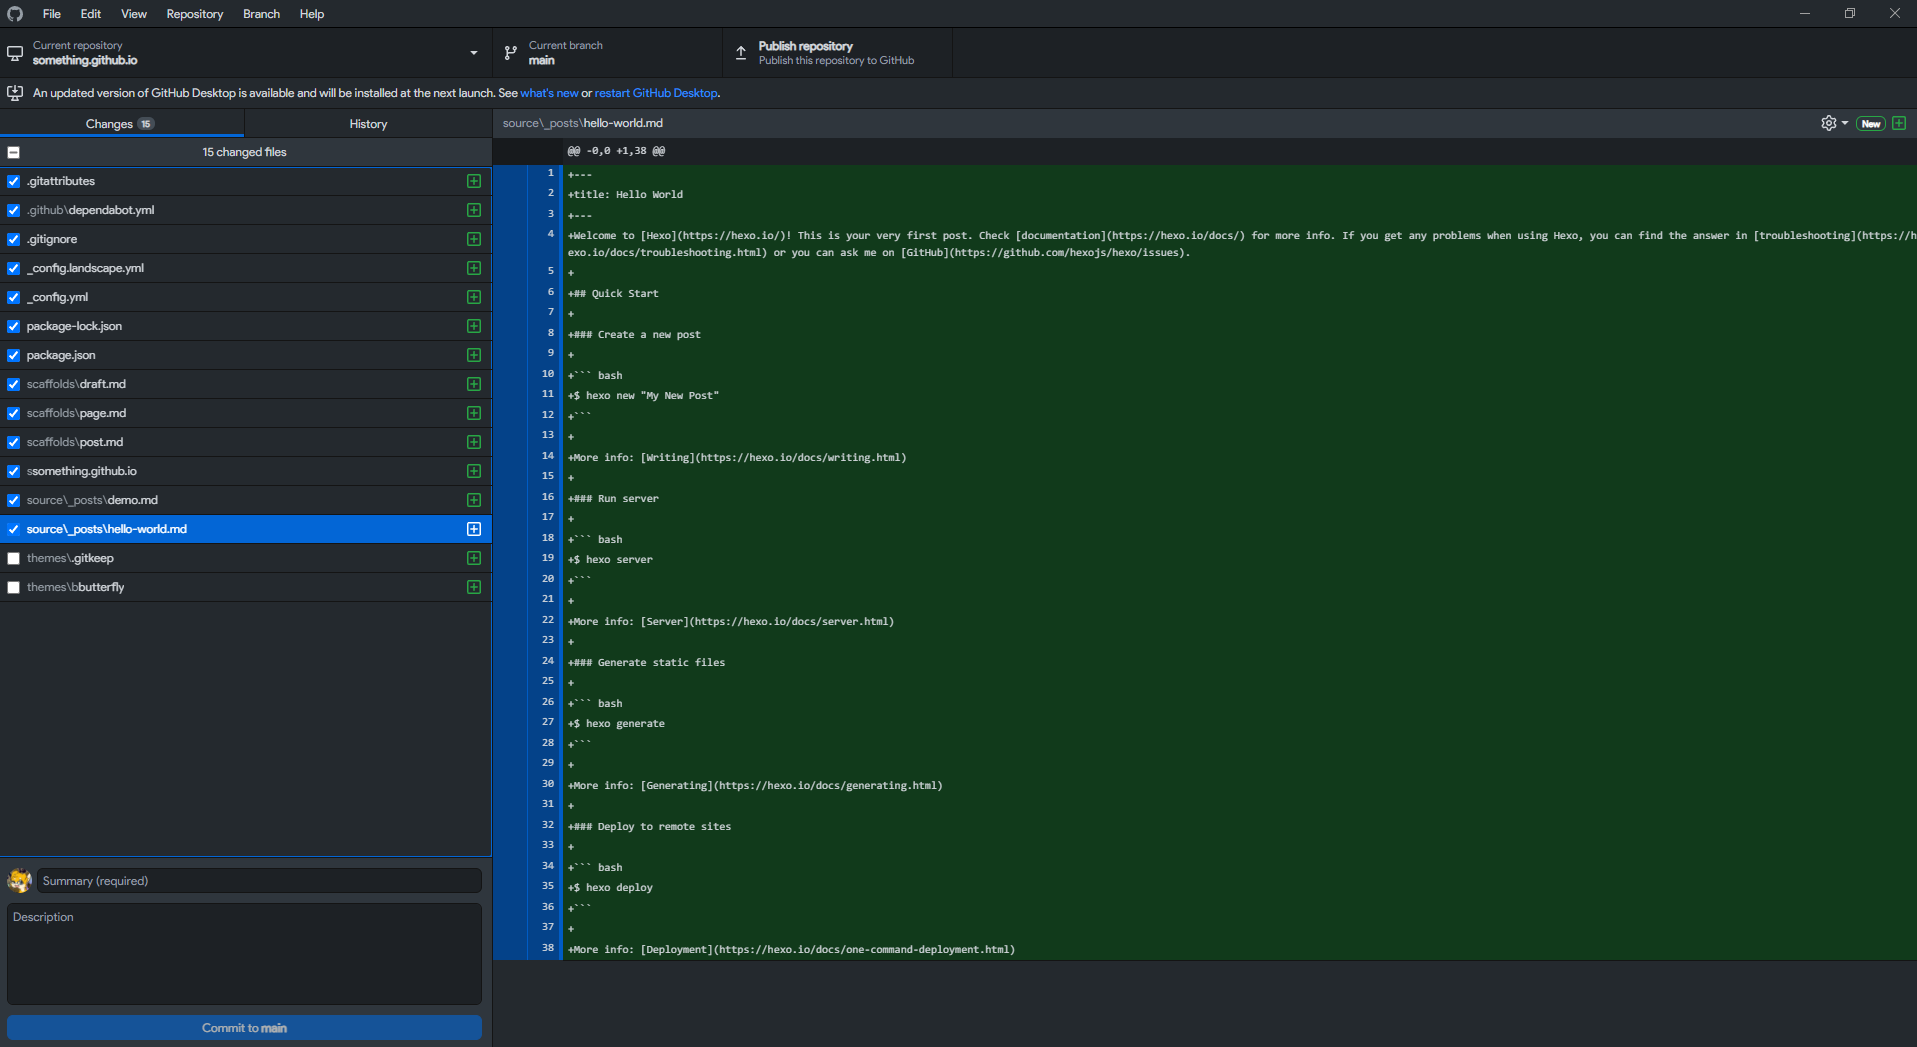 File Edit View Repository Branch Help
Current repository
something.github.io
Current branch
main
Publish repository
Publish this repository to GitHub
An updated version of GitHub Desktop is available and will be installed at the next launch. See what's new or restart GitHub Desktop.
Changes 15
History
15 changed files
.gitattributes
.github\dependabot.yml
.gitignore
_config.landscape.yml
_config.yml
package-lock.json
package.json
scaffolds\draft.md
scaffolds\page.md
scaffolds\post.md
ssomething.github.io
source\_posts\demo.md
source\_posts\hello-world.md
themes\.gitkeep
themes\bbutterfly
Summary (required)
Description
Commit to main
source\_posts\hello-world.md
New
@@ -0,0 +1,38 @@
1 +---
2 +title: Hello World
3 +---
4 +Welcome to [Hexo](https://hexo.io/)! This is your very first post. Check [documentation](https://hexo.io/docs/) for more info. If you get any problems when using Hexo, you can find the answer in [troubleshooting](https://h
exo.io/docs/troubleshooting.html) or you can ask me on [GitHub](https://github.com/hexojs/hexo/issues).
5 +
6 +## Quick Start
7 +
8 +### Create a new post
9 +
10 +``` bash
11 +$ hexo new "My New Post"
12 +```
13 +
14 +More info: [Writing](https://hexo.io/docs/writing.html)
15 +
16 +### Run server
17 +
18 +``` bash
19 +$ hexo server
20 +```
21 +
22 +More info: [Server](https://hexo.io/docs/server.html)
23 +
24 +### Generate static files
25 +
26 +``` bash
27 +$ hexo generate
28 +```
29 +
30 +More info: [Generating](https://hexo.io/docs/generating.html)
31 +
32 +### Deploy to remote sites
33 +
34 +``` bash
35 +$ hexo deploy
36 +```
37 +
38 +More info: [Deployment](https://hexo.io/docs/one-command-deployment.html)